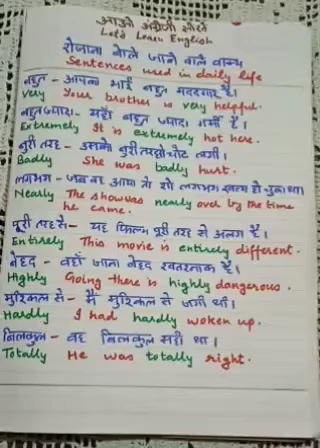 आओ अंग्रेजी सीखें
Let's Learn English
रोजाना बोले जाने वाले वाक्य
Sentences used in daily life
बहुत - आपका भाई बहुत मददगार है।
Very Your brother is very helpful.
बहुत ज्यादा - यहाँ बहुत ज्यादा गर्मी है।
Extremely It is extremely hot here.
बुरी तरह - उसको बुरी तरह चोट लगी।
Badly She was badly hurt.
लगभग - जब वह आया तो शो लगभग खत्म हो चुका था।
Nearly The show was nearly over by the time
he came.
पूरी तरह से - यह फिल्म पूरी तरह से अलग है।
Entirely This movie is entirely different.
बेहद - वहाँ जाना बेहद खतरनाक है।
Highly Going there is highly dangerous.
मुश्किल से - मैं मुश्किल से जगी थी।
Hardly I had hardly woken up.
बिलकुल - वह बिलकुल सही था।
Totally He was totally right.